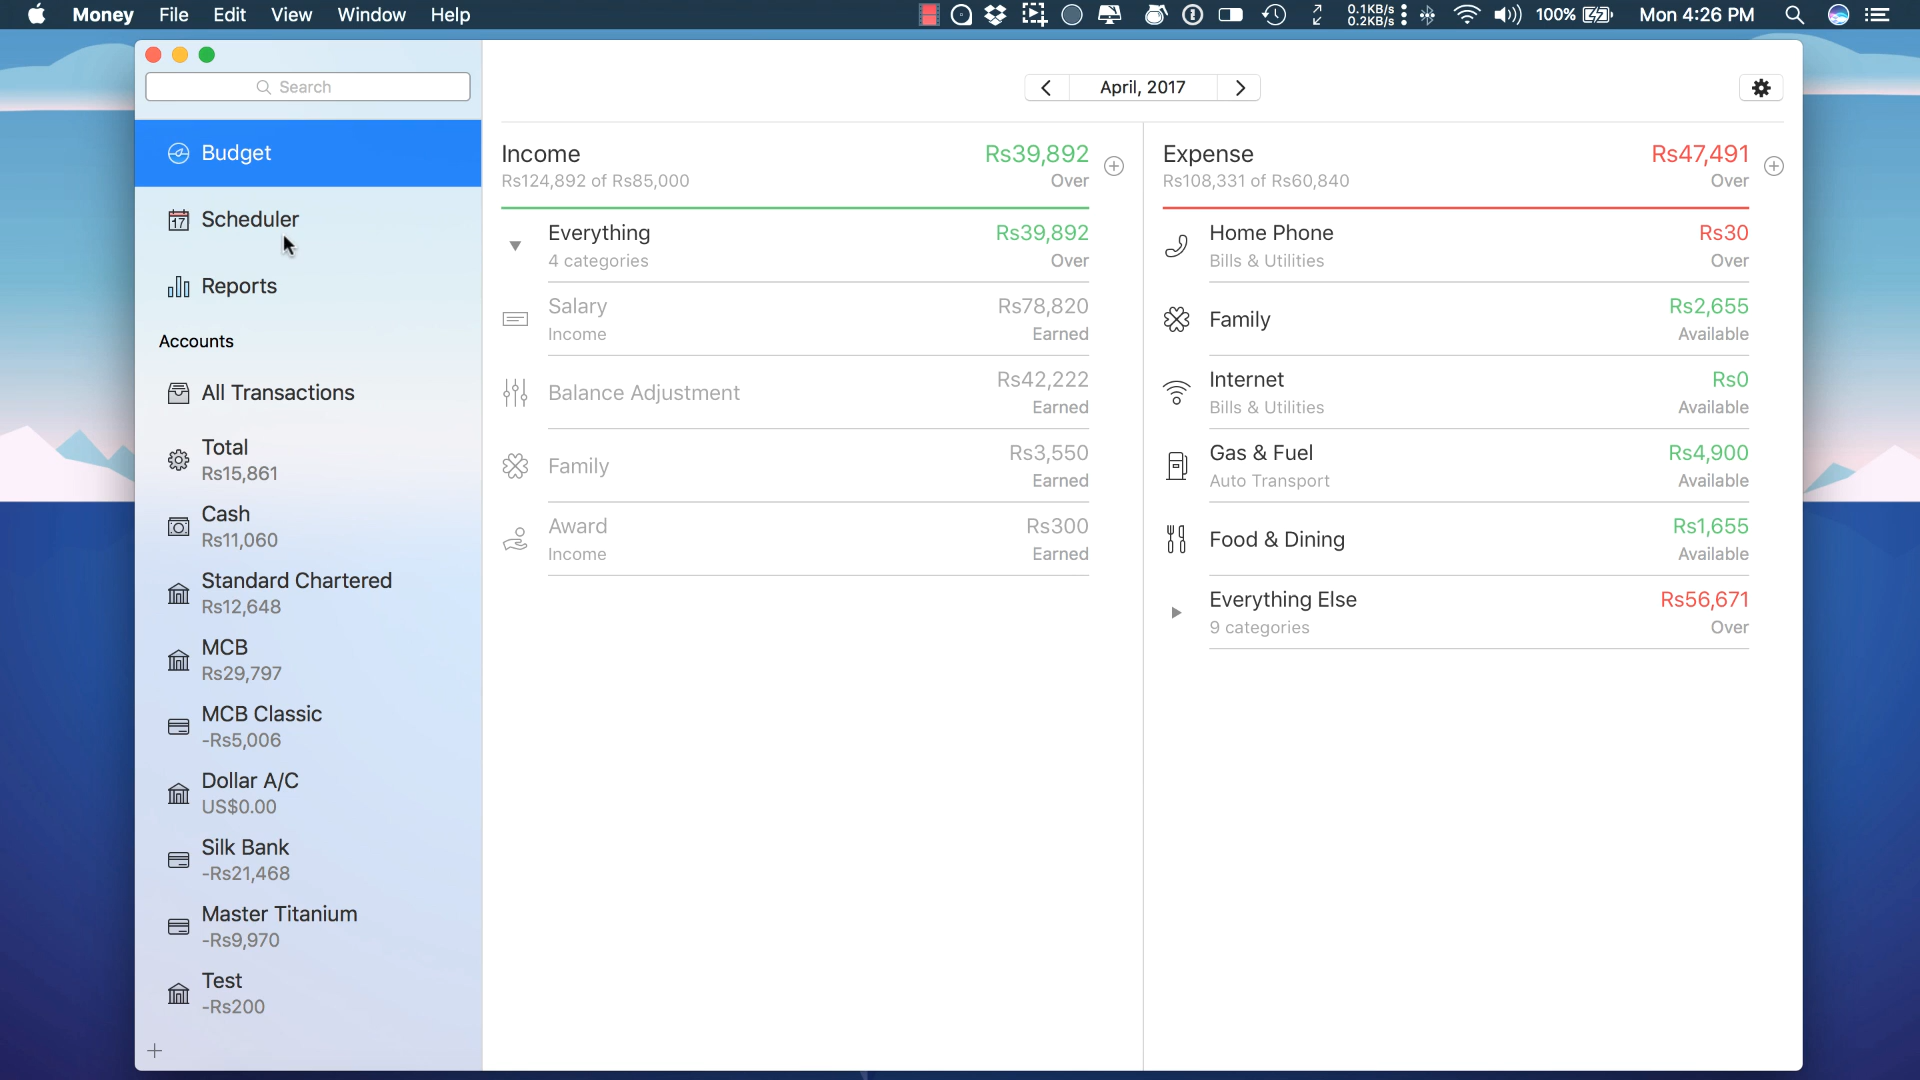 Money File Edit View Window Help
0.1KB/s
0.2KB/s
100%
Mon 4:26 PM
Search
Budget
17
Scheduler
Reports
Accounts
All Transactions
Total
Rs15,861
Cash
Rs11,060
Standard Chartered
Rs12,648
MCB
Rs29,797
MCB Classic
-Rs5,006
Dollar A/C
US$0.00
Silk Bank
-Rs21,468
Master Titanium
-Rs9,970
Test
-Rs200
April, 2017
Income Rs39,892
Rs124,892 of Rs85,000 Over
Everything Rs39,892
4 categories Over
Salary Rs78,820
Income Earned
Balance Adjustment Rs42,222
Earned
Family Rs3,550
Earned
Award Rs300
Income Earned
Expense Rs47,491
Rs108,331 of Rs60,840 Over
Home Phone Rs30
Bills & Utilities Over
Family Rs2,655
Available
Internet Rs0
Bills & Utilities Available
Gas & Fuel Rs4,900
Auto Transport Available
Food & Dining Rs1,655
Available
Everything Else Rs56,671
9 categories Over